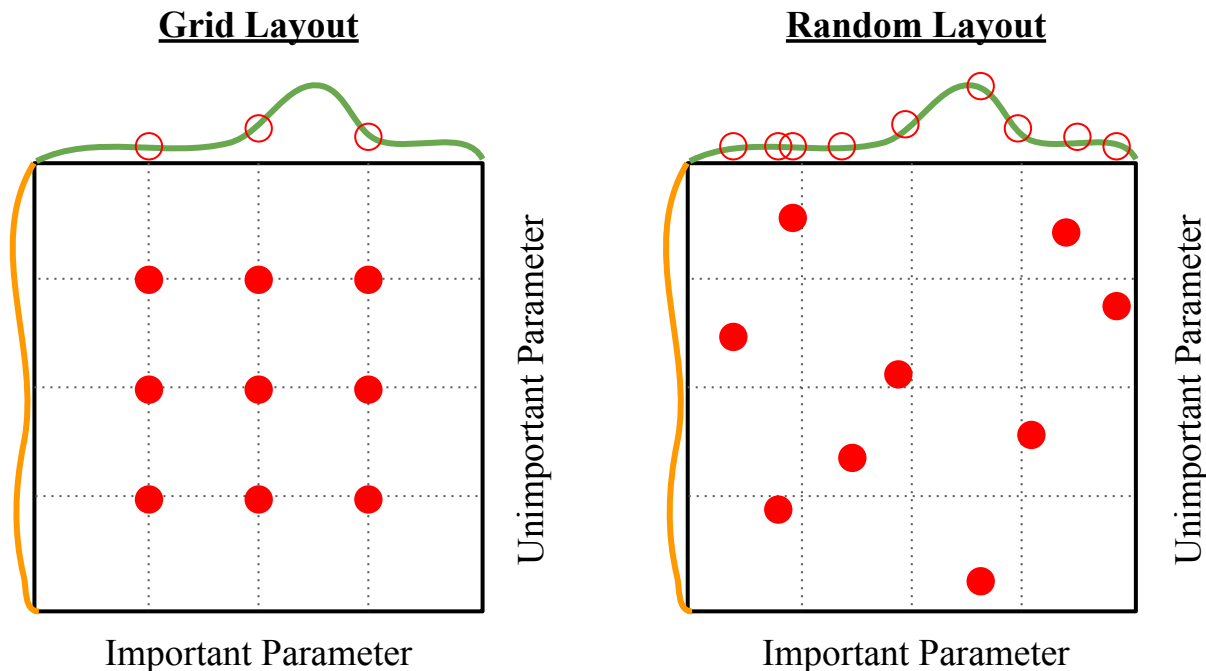 Grid Layout
Unimportant Parameter
Important Parameter
Random Layout
Unimportant Parameter
Important Parameter